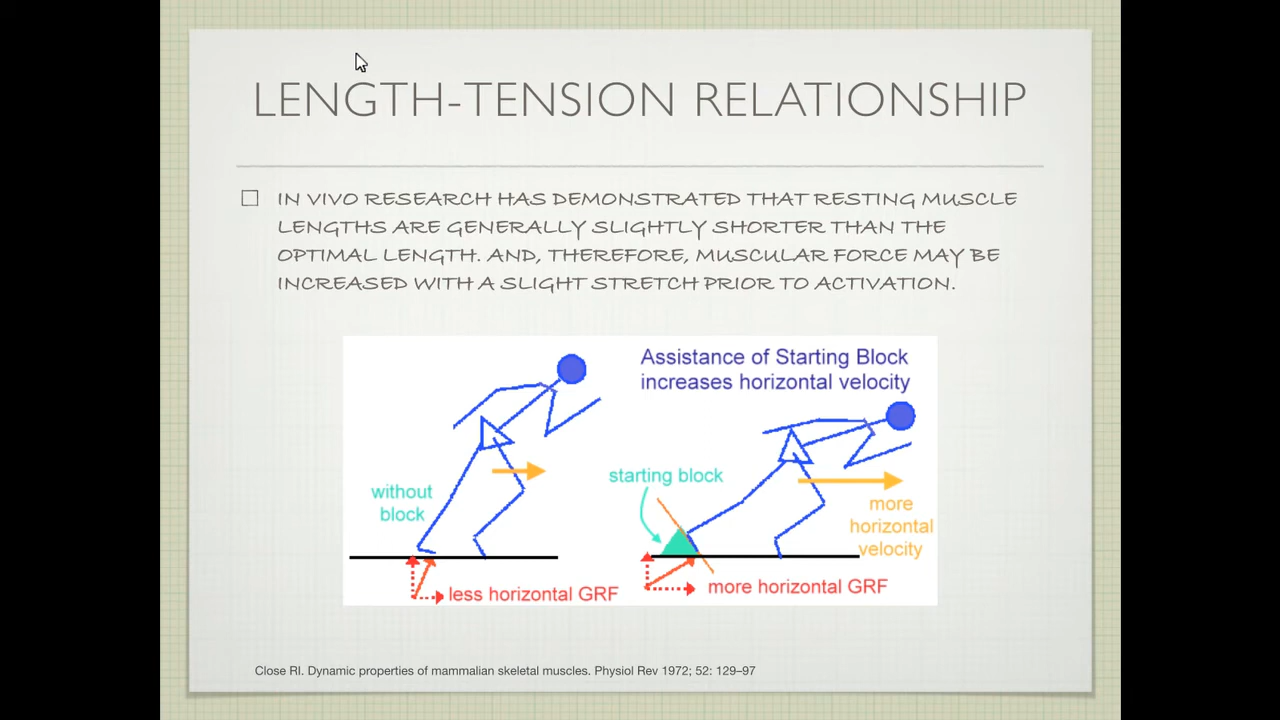 LENGTH-TENSION RELATIONSHIP
IN VIVO RESEARCH HAS DEMONSTRATED THAT RESTING MUSCLE
LENGTHS ARE GENERALLY SLIGHTLY SHORTER THAN THE
OPTIMAL LENGTH. AND, THEREFORE, MUSCULAR FORCE MAY BE
INCREASED WITH A SLIGHT STRETCH PRIOR TO ACTIVATION.
Assistance of Starting Block
increases horizontal velocity
without
block
less horizontal GRF
starting block
more
horizontal
velocity
more horizontal GRF
Close RI. Dynamic properties of mammalian skeletal muscles. Physiol Rev 1972; 52: 129–97